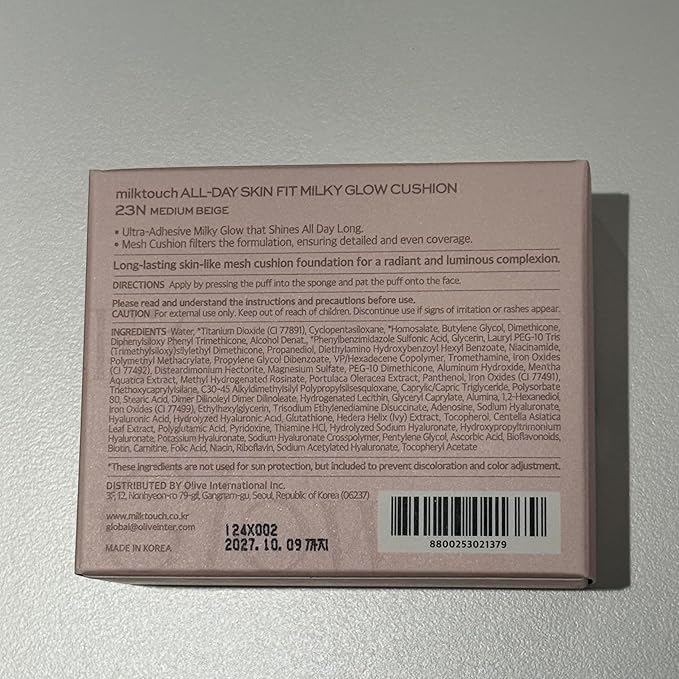 milktouch ALL-DAY SKIN FIT MILKY GLOW CUSHION
23N MEDIUM BEIGE
• Ultra-Adhesive Milky Glow that Shines All Day Long.
• Mesh Cushion filters the formulation, ensuring detailed and even coverage.
Long-lasting skin-like mesh cushion foundation for a radiant and luminous complexion.
DIRECTIONS Apply by pressing the puff into the sponge and pat the puff onto the face.
Please read and understand the instructions and precautions before use.
CAUTION For external use only. Keep out of reach of children. Discontinue use if signs of irritation or rashes appear.
INGREDIENTS Water, *Titanium Dioxide (CI 77891), Cyclopentasiloxane, *Homosalate, Butylene Glycol, Dimethicone,
Diphenylsiloxy Phenyl Trimethicone, Alcohol Denat., *Phenylbenzimidazole Sulfonic Acid, Glycerin, Lauryl PEG-10 Tris
(Trimethylsiloxy)silylethyl Dimethicone, Propanediol, Diethylamino Hydroxybenzoyl Hexyl Benzoate, Niacinamide,
Polymethyl Methacrylate, Propylene Glycol Dibenzoate, VP/Hexadecene Copolymer, Tromethamine, Iron Oxides
(CI 77492), Disteardimonium Hectorite, Magnesium Sulfate, PEG-10 Dimethicone, Aluminum Hydroxide, Mentha
Aquatica Extract, Methyl Hydrogenated Rosinate, Portulaca Oleracea Extract, Panthenol, Iron Oxides (CI 77491),
Triethoxycaprylylsilane, C30-45 Alkyldimethylsilyl Polypropylsilsesquioxane, Caprylic/Capric Triglyceride, Polysorbate
80, Stearic Acid, Dimer Dilinoleyl Dimer Dilinoleate, Hydrogenated Lecithin, Glyceryl Caprylate, Alumina, 1,2-Hexanediol,
Iron Oxides (CI 77499), Ethylhexylglycerin, Trisodium Ethylenediamine Disuccinate, Adenosine, Sodium Hyaluronate,
Hyaluronic Acid, Hydrolyzed Hyaluronic Acid, Glutathione, Hedera Helix (Ivy) Extract, Tocopherol, Centella Asiatica
Leaf Extract, Polyglutamic Acid, Pyridoxine, Thiamine HCl, Hydrolyzed Sodium Hyaluronate, Hydroxypropyltrimonium
Hyaluronate, Potassium Hyaluronate, Sodium Hyaluronate Crosspolymer, Pentylene Glycol, Ascorbic Acid, Bioflavonoids,
Biotin, Carnitine, Folic Acid, Niacin, Riboflavin, Sodium Acetylated Hyaluronate, Tocopheryl Acetate
*These ingredients are not used for sun protection, but included to prevent discoloration and color adjustment.
DISTRIBUTED BY Olive International Inc.
3F, 12, Nonhyeon-ro 79-gil, Gangnam-gu, Seoul, Republic of Korea (06237)
www.milktouch.co.kr
global@oliveinter.com
MADE IN KOREA
124X002
2027. 10. 09 까지
8800253021379